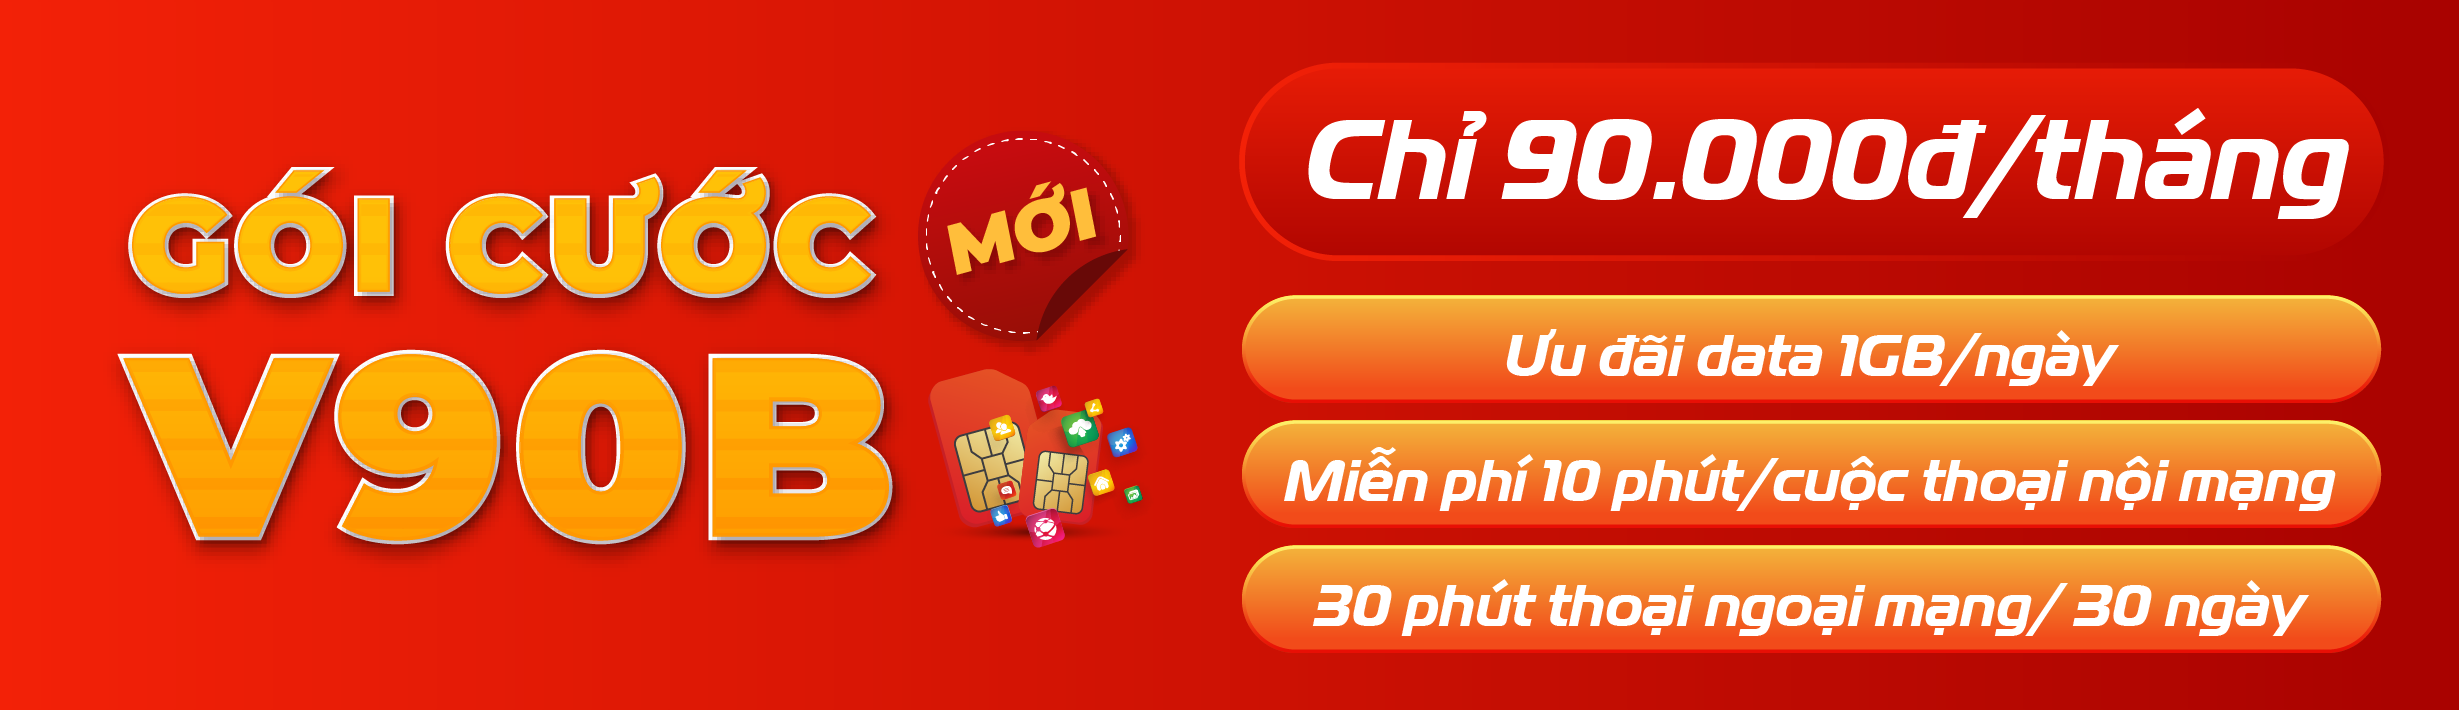 GÓI CƯỚC
V90B
MỚI
Chỉ 90.000đ/tháng
Ưu đãi data 1GB/ngày
Miễn phí 10 phút/cuộc thoại nội mạng
30 phút thoại ngoại mạng/ 30 ngày